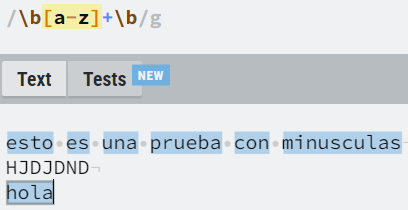 /\b[a-z]+\b/g
Text Tests NEW
esto es una prueba con minusculas
HJDJDND
hola